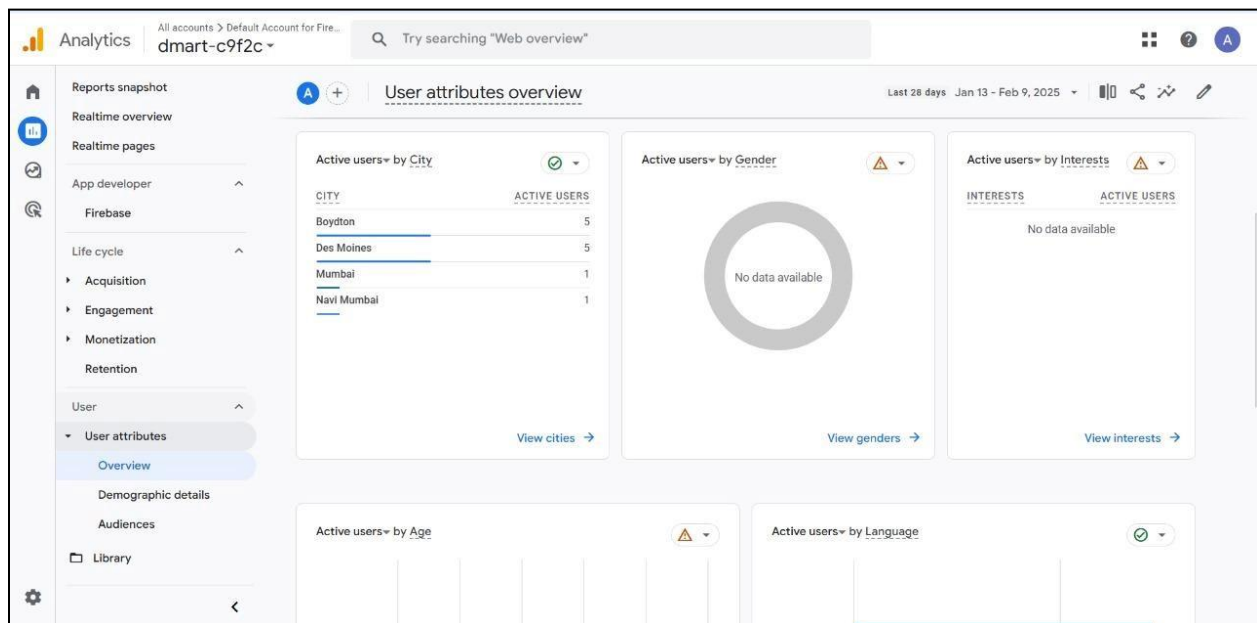 Analytics
All accounts > Default Account for Fire...
dmart-c9f2c
Try searching "Web overview"
A
Reports snapshot
Realtime overview
Realtime pages
App developer
Firebase
Life cycle
Acquisition
Engagement
Monetization
Retention
User
User attributes
Overview
Demographic details
Audiences
Library
A
User attributes overview
Last 28 days Jan 13 - Feb 9, 2025
Active users by City
CITY ACTIVE USERS
Boydton 5
Des Moines 5
Mumbai 1
Navi Mumbai 1
View cities
Active users by Gender
No data available
View genders
Active users by Interests
INTERESTS ACTIVE USERS
No data available
View interests
Active users by Age
Active users by Language